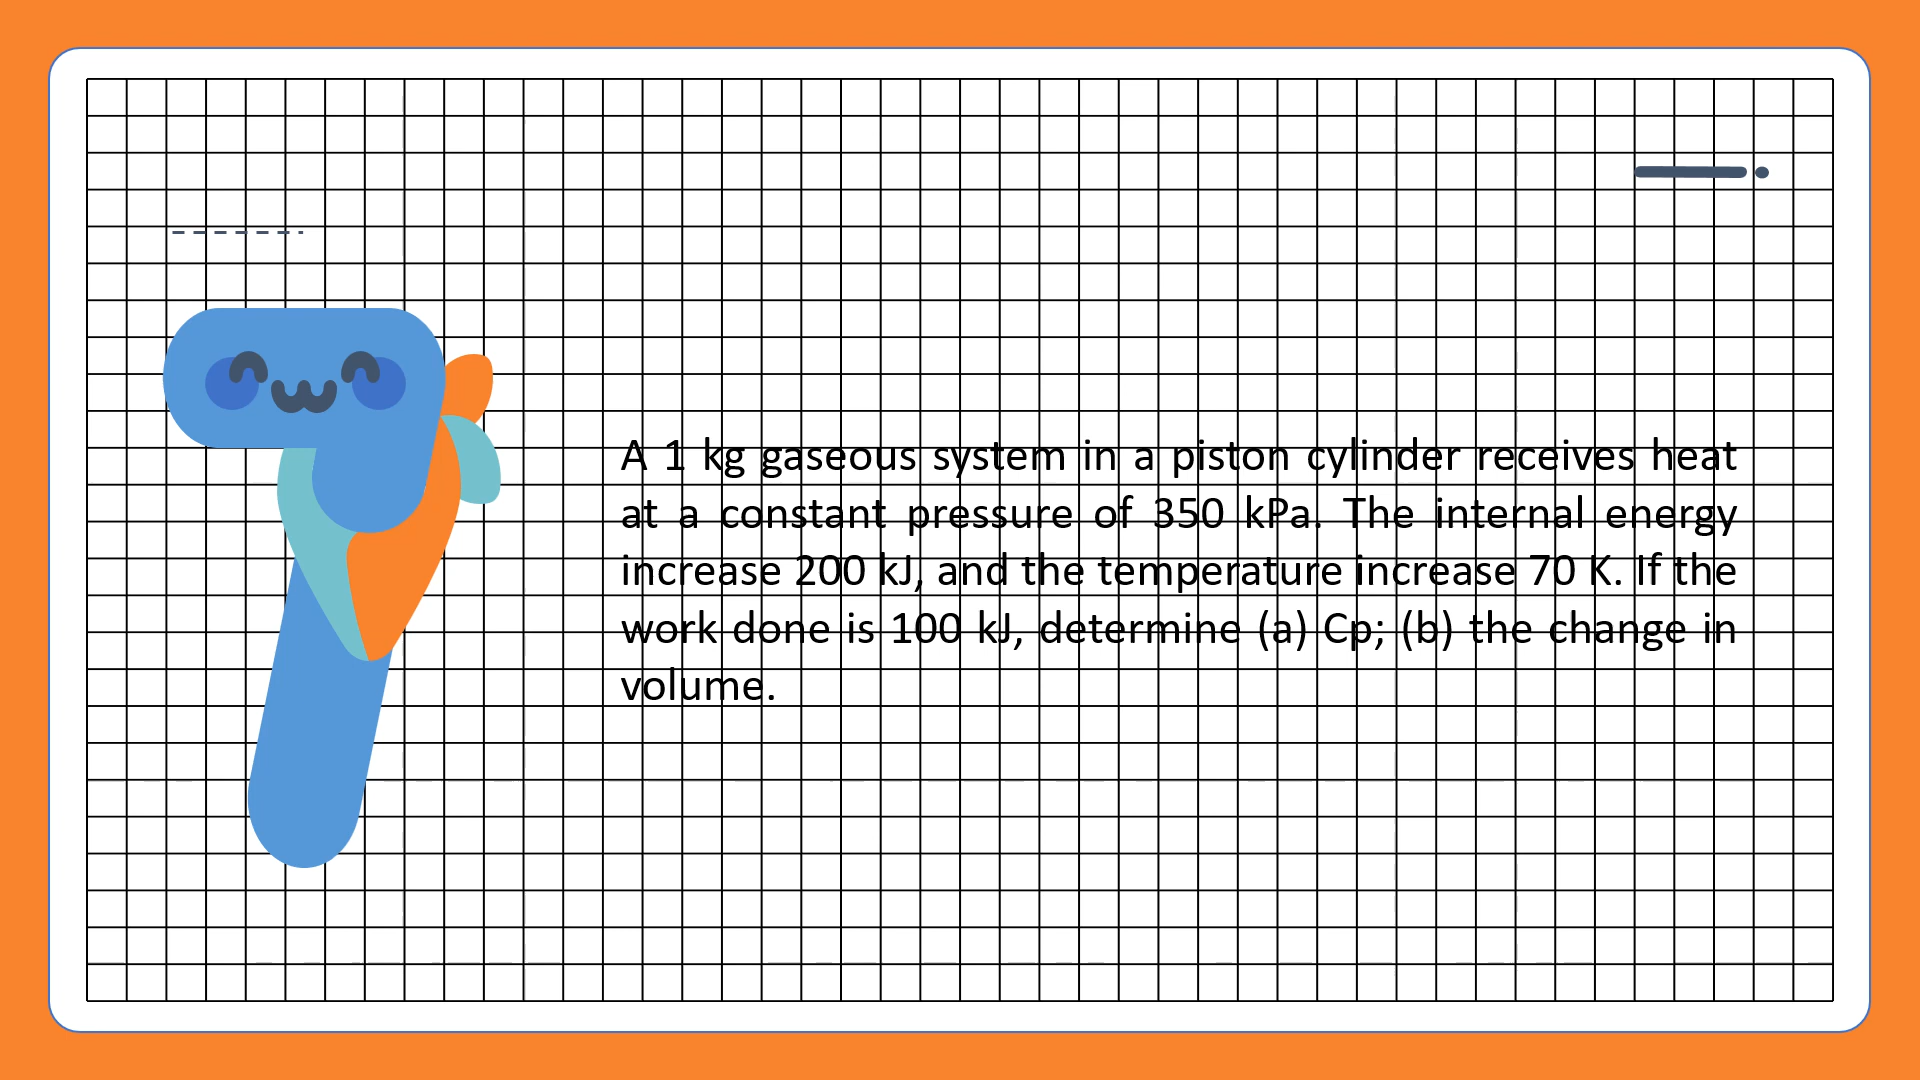 A 1 kg gaseous system in a piston cylinder receives heat
at a constant pressure of 350 kPa. The internal energy
increase 200 kJ, and the temperature increase 70 K. If the
work done is 100 kJ, determine (a) Cp; (b) the change in
volume.